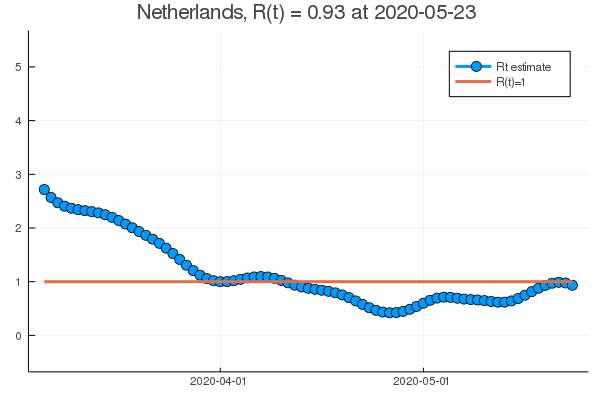 Netherlands, R(t) = 0.93 at 2020-05-23
5
Rt estimate
R(t)=1
4
3
2
1
0
2020-04-01
2020-05-01